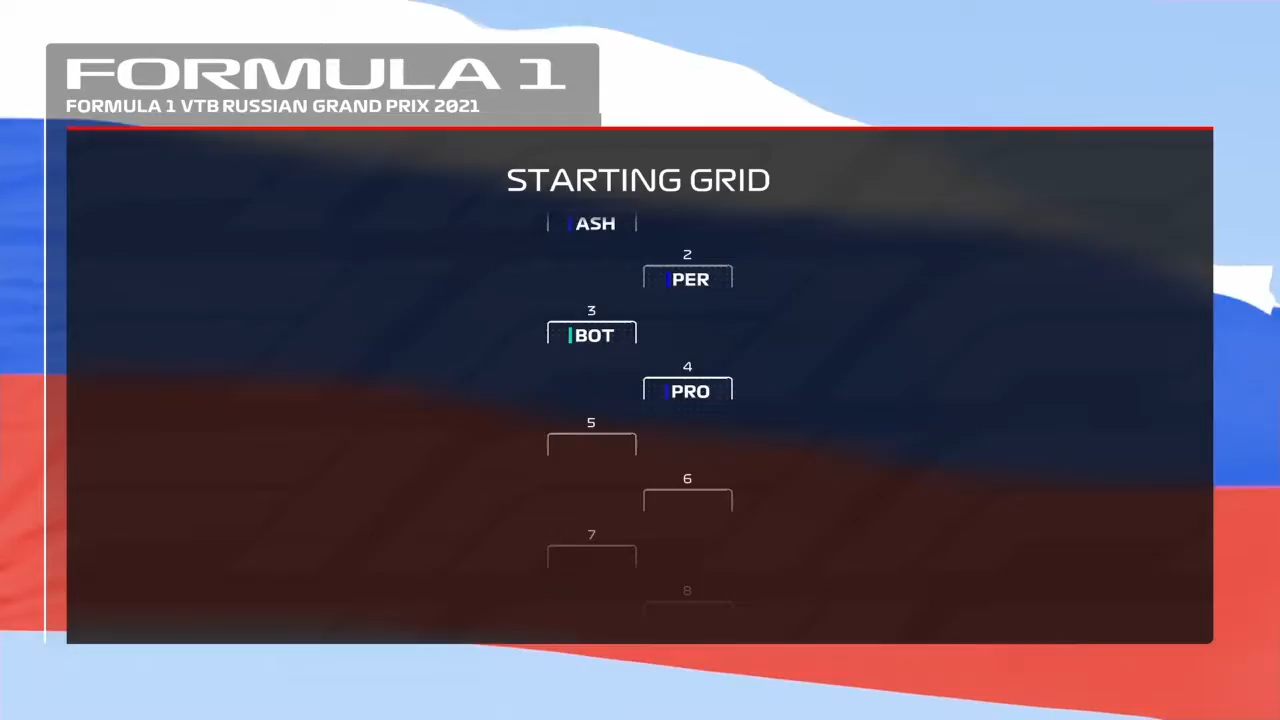 FORMULA 1
FORMULA 1 VTB RUSSIAN GRAND PRIX 2021
STARTING GRID
ASH
2
PER
3
BOT
4
PRO
5
6
7
8